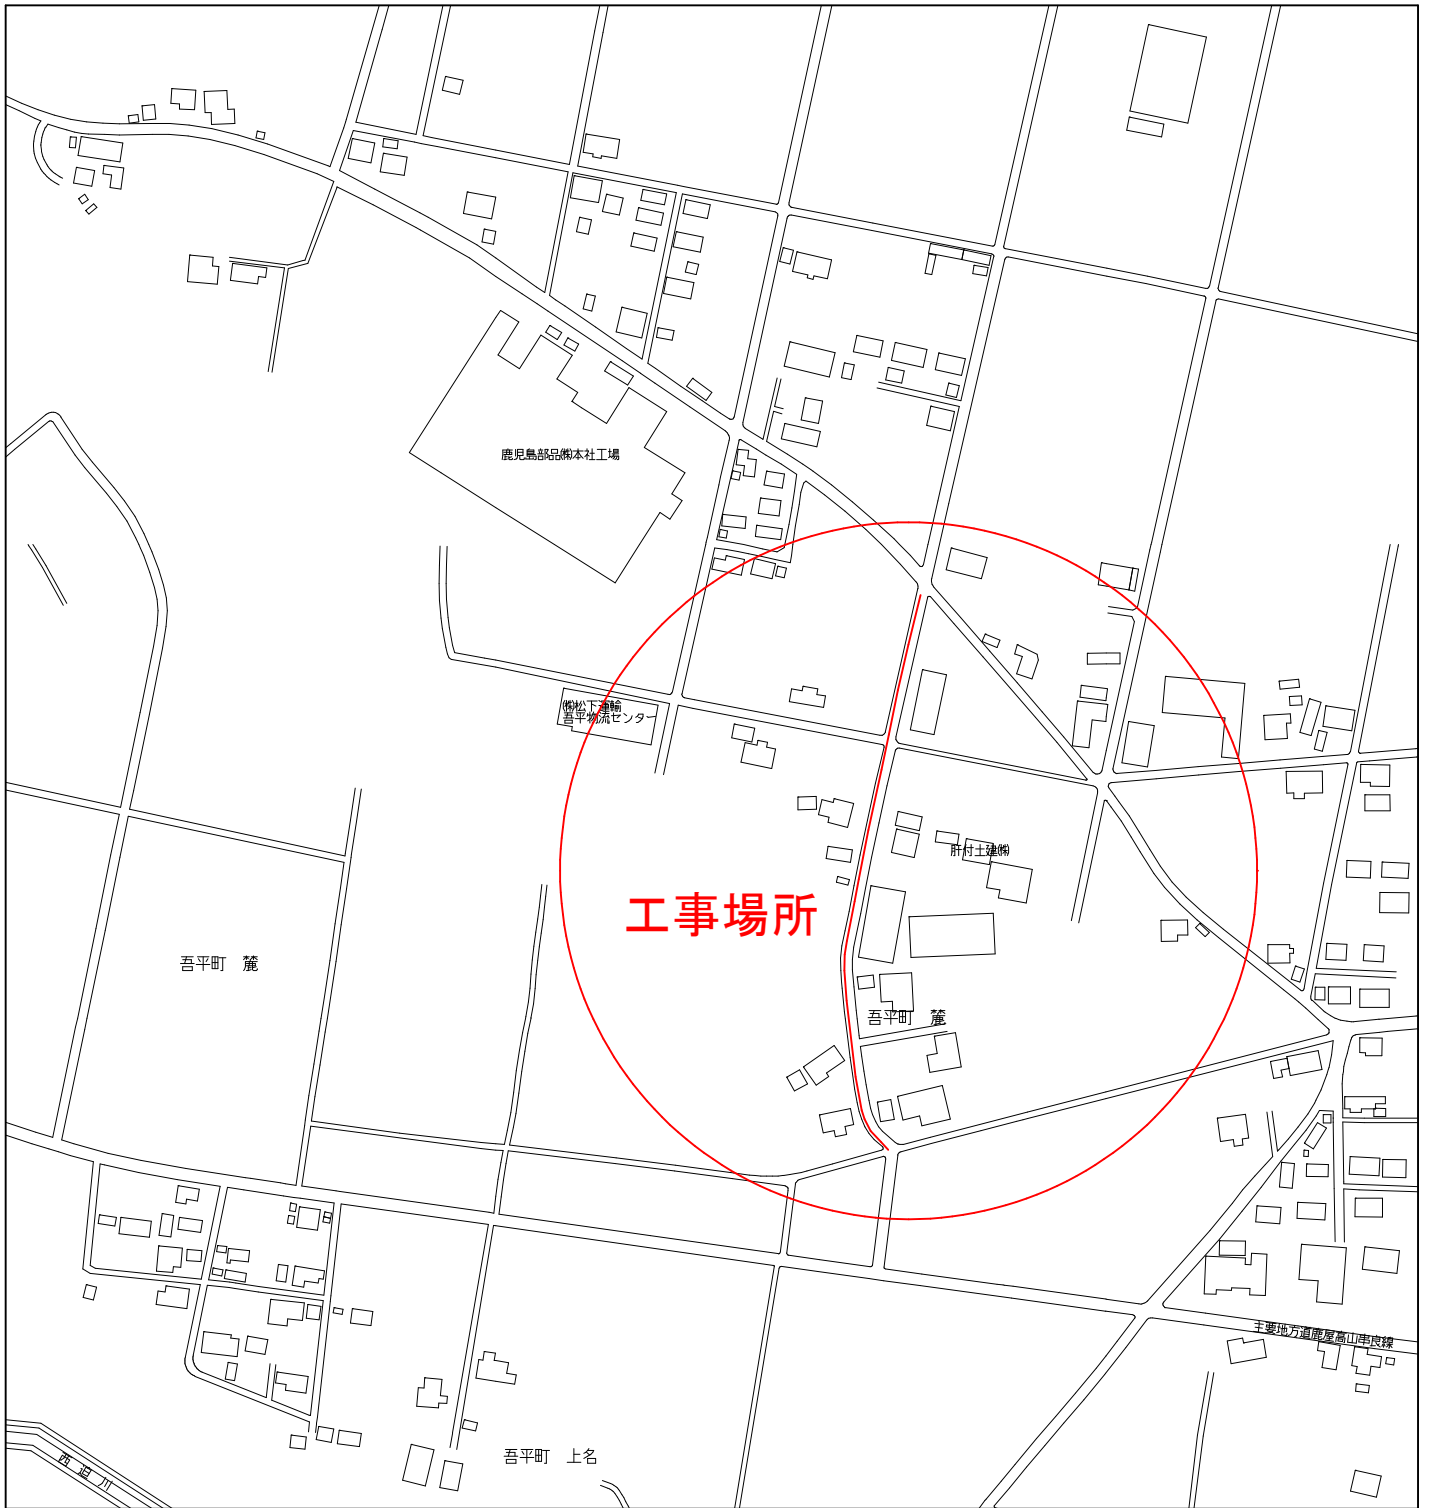 鹿児島部品㈱本社工場
㈱松下運輸
吾平物流センター
肝付土建㈱
工事場所
吾平町　麓
吾平町　麓
主要地方道鹿屋高山串良線
吾平町　上名
西迫川